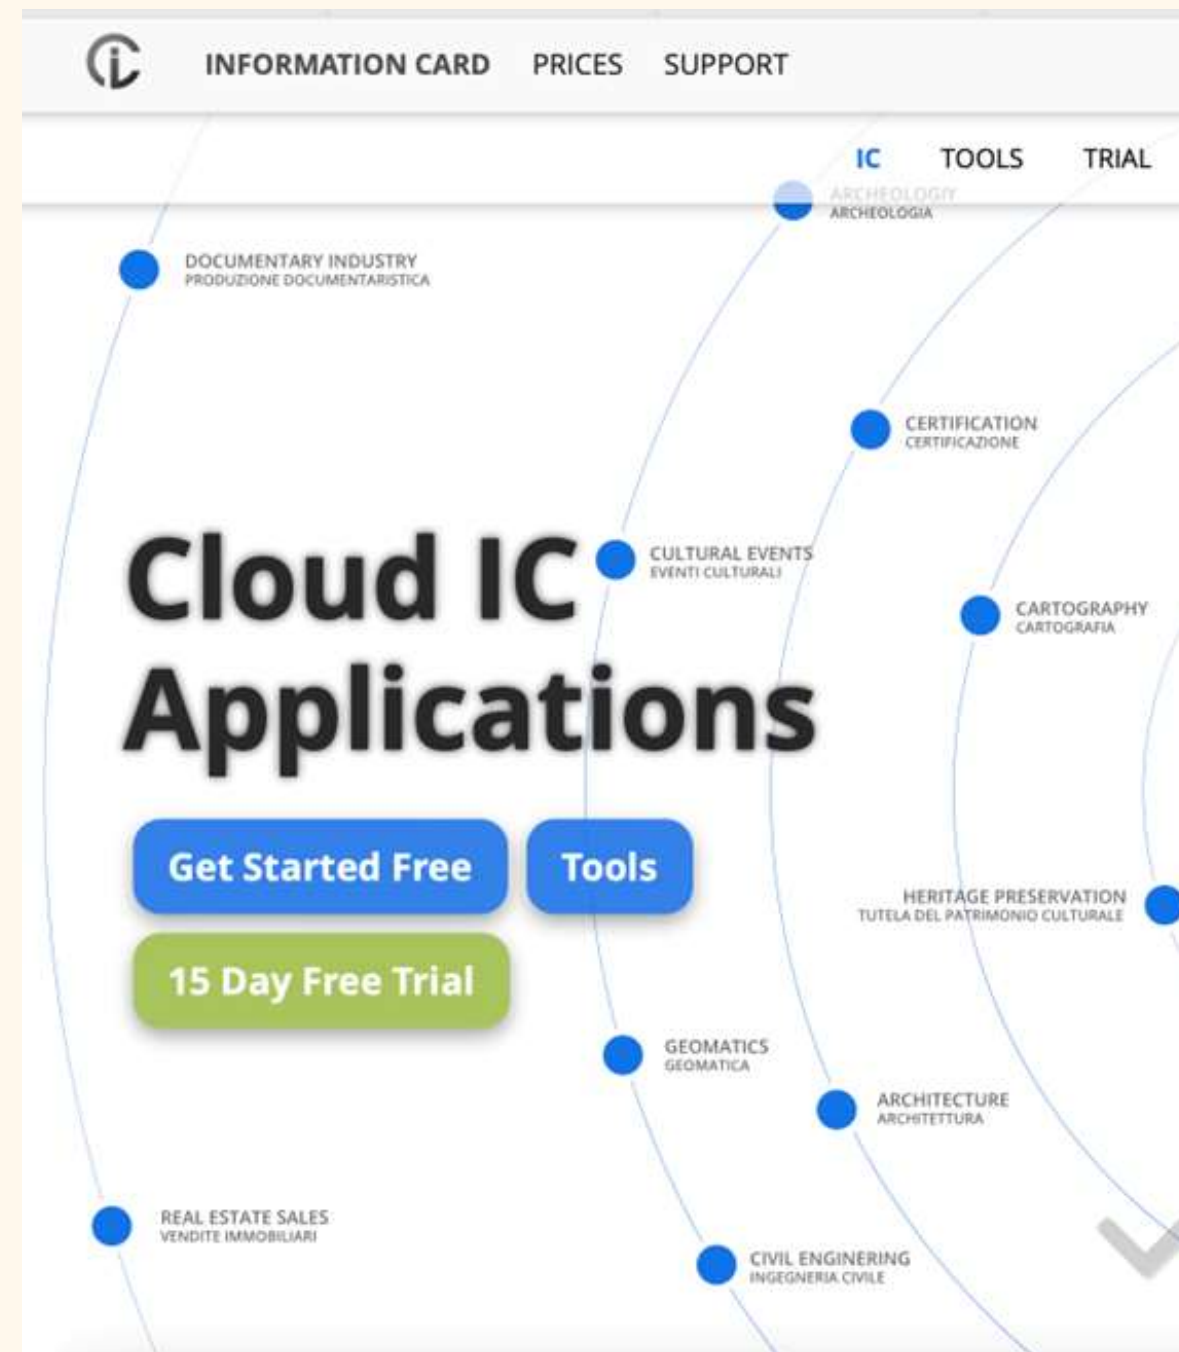 INFORMATION CARD PRICES SUPPORT
IC TOOLS TRIAL
ARCHEOLOGIY
ARCHEOLOGIA
DOCUMENTARY INDUSTRY
PRODUZIONE DOCUMENTARISTICA
CERTIFICATION
CERTIFICAZIONE
Cloud IC
Applications
CULTURAL EVENTS
EVENTI CULTURALI
CARTOGRAPHY
CARTOGRAFIA
Get Started Free Tools
15 Day Free Trial
HERITAGE PRESERVATION
TUTELA DEL PATRIMONIO CULTURALE
GEOMATICS
GEOMATICA
ARCHITECTURE
ARCHITETTURA
REAL ESTATE SALES
VENDITE IMMOBILIARI
CIVIL ENGINERING
INGEGNERIA CIVILE